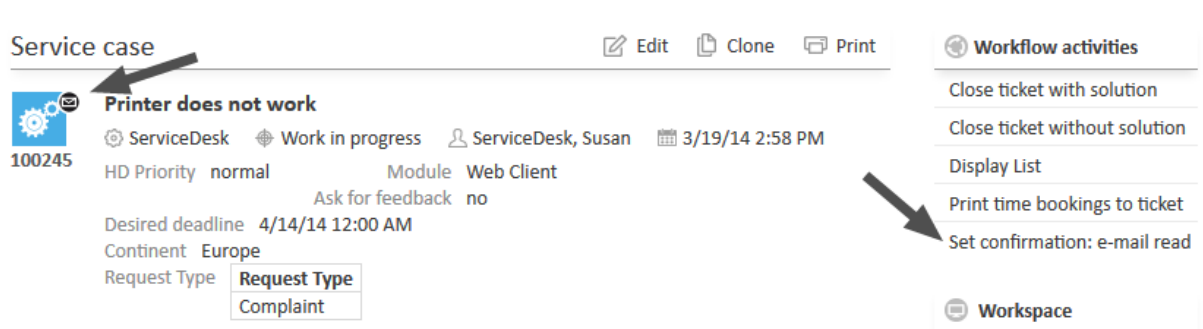 Service case
Edit Clone Print
Printer does not work
100245
ServiceDesk Work in progress ServiceDesk, Susan 3/19/14 2:58 PM
HD Priority normal Module Web Client
Ask for feedback no
Desired deadline 4/14/14 12:00 AM
Continent Europe
Request Type Request Type
Complaint
Workflow activities
Close ticket with solution
Close ticket without solution
Display List
Print time bookings to ticket
Set confirmation: e-mail read
Workspace